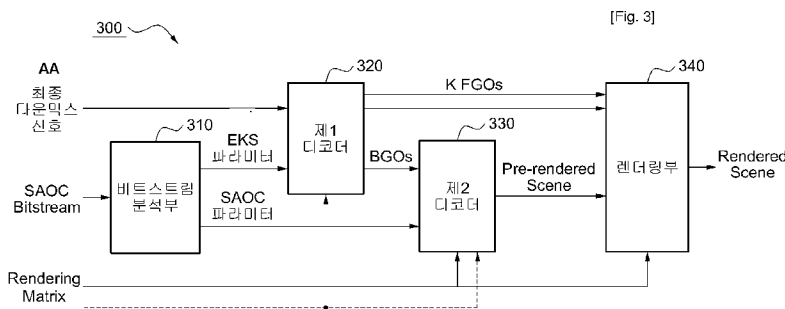 [Fig. 3]
300
AA
최종
다운믹스
신호
320
K FGOs
340
310
제1
디코더
330
EKS
파라미터
BGOs
렌더링부
Rendered
Scene
SAOC
Bitstream
비트스트림
분석부
SAOC
파라미터
제2
디코더
Pre-rendered
Scene
Rendering
Matrix